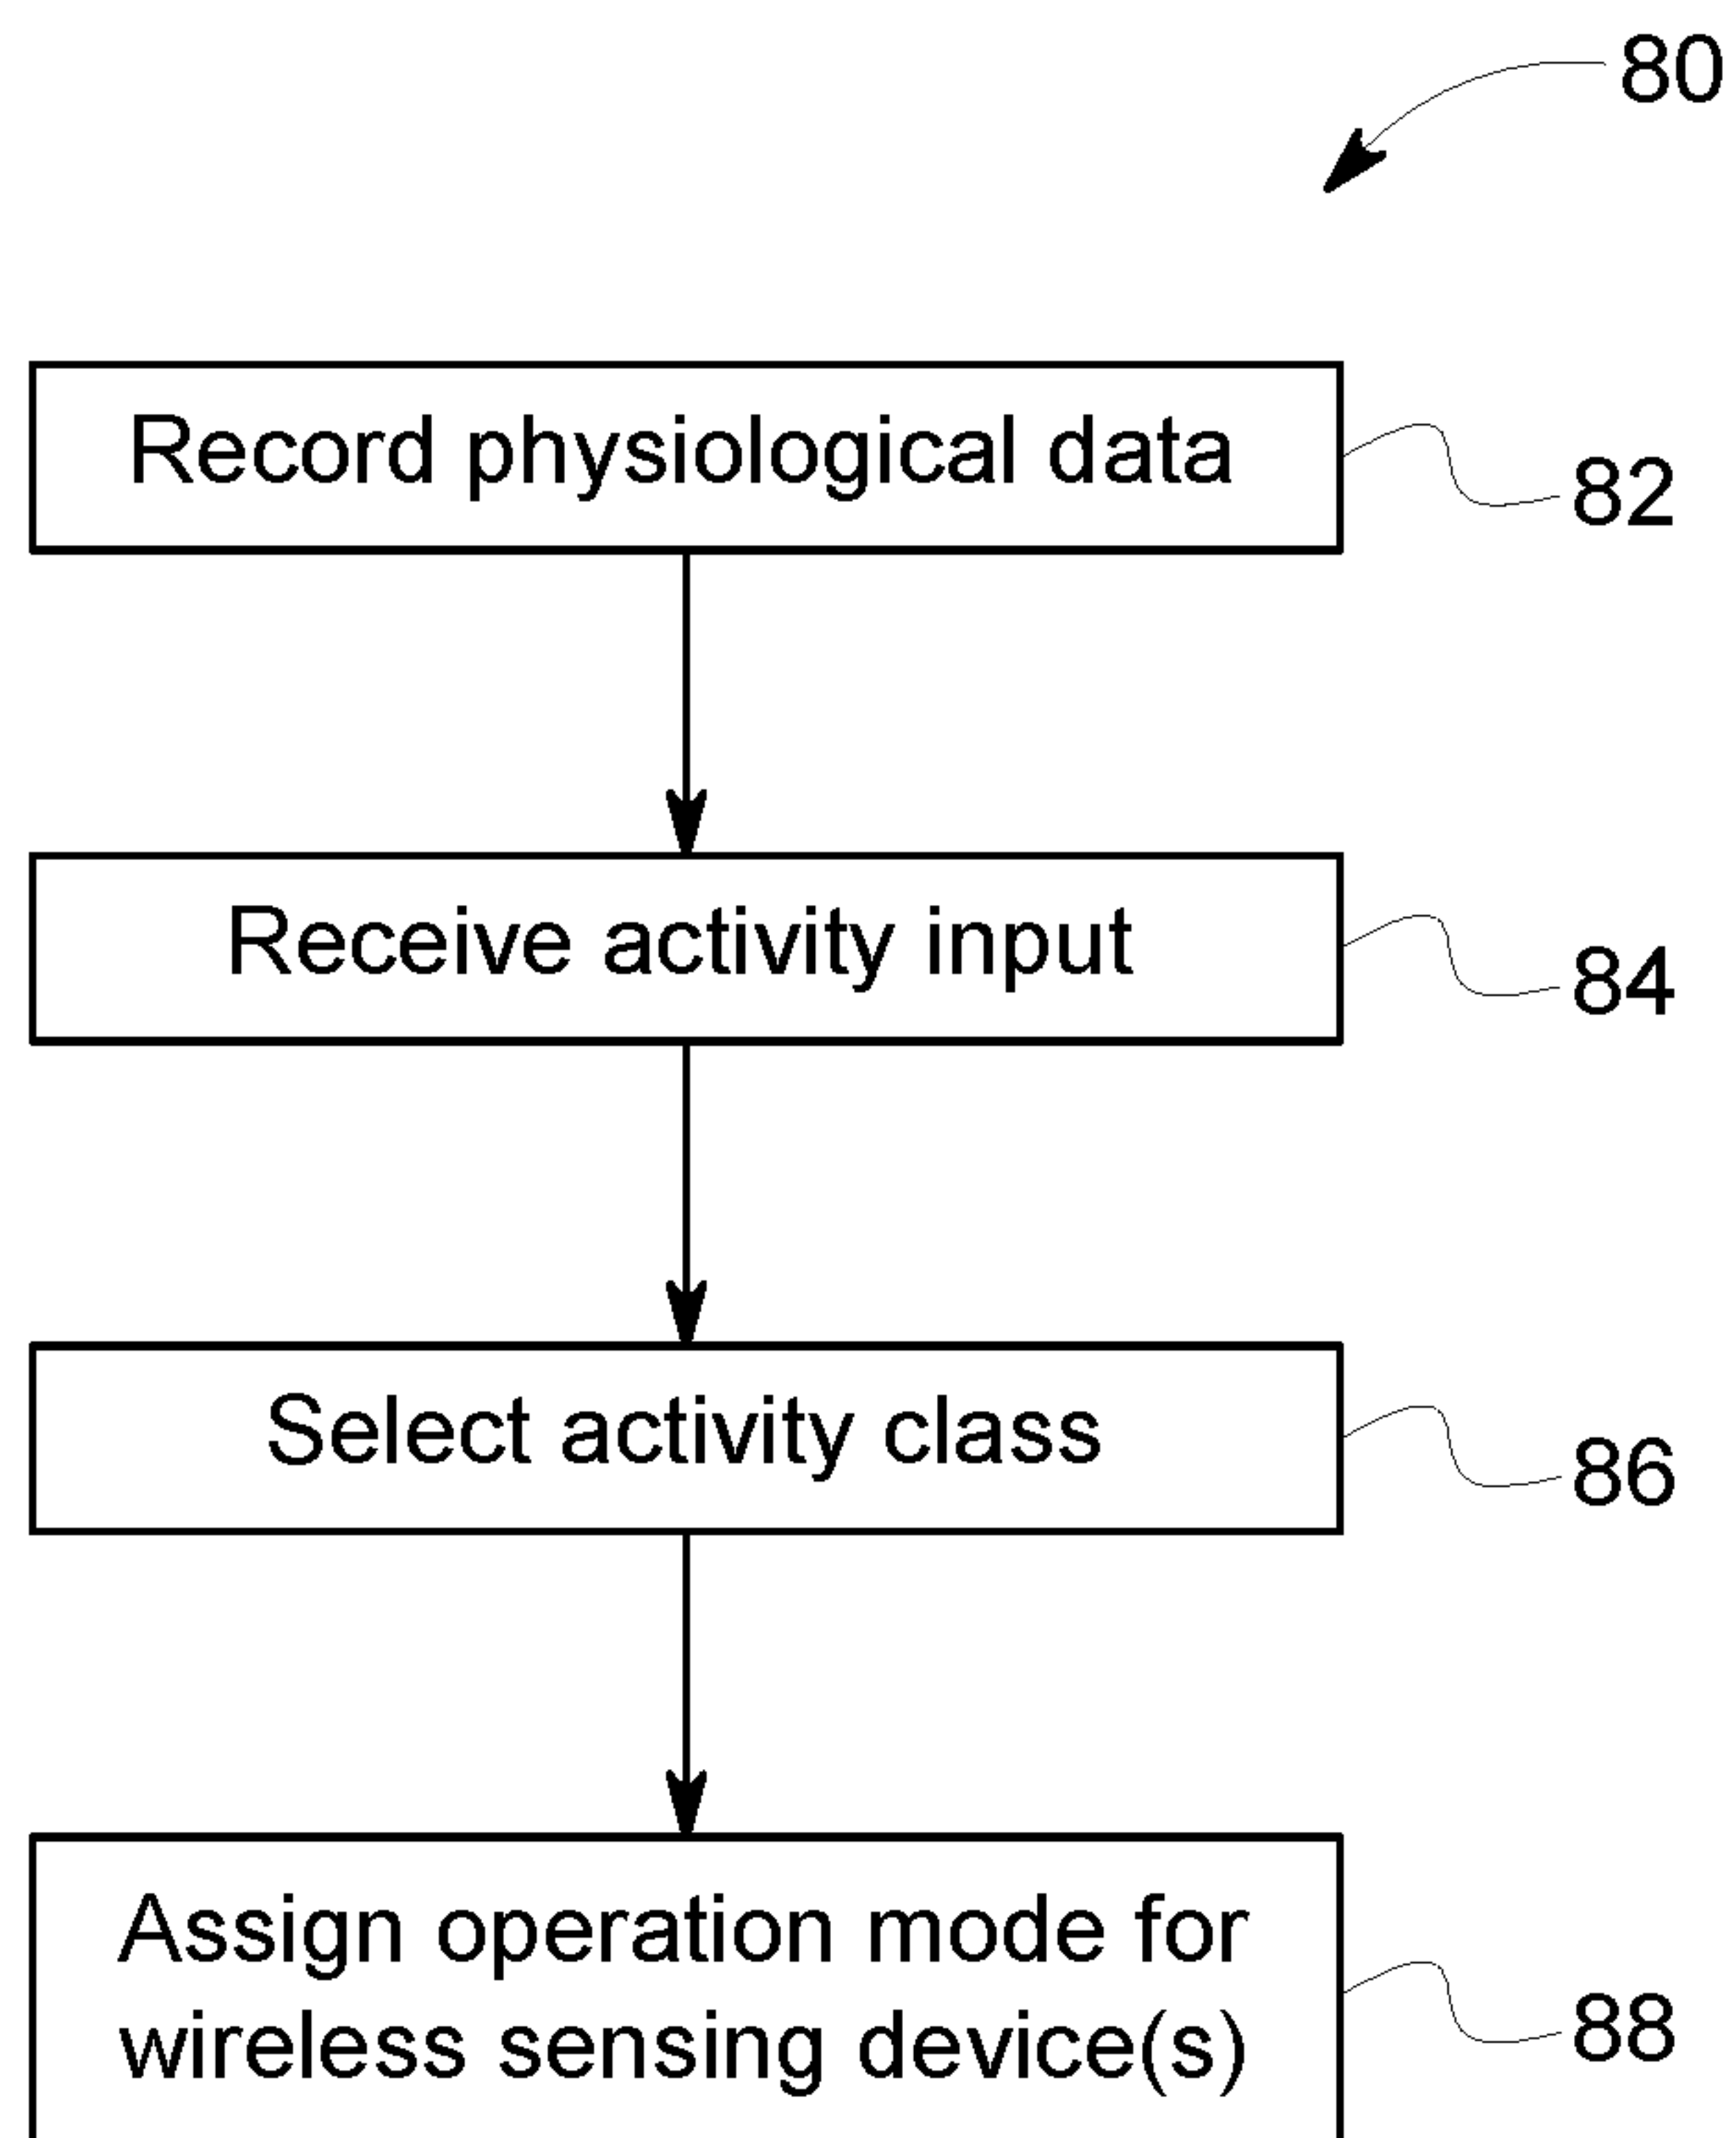 80
Record physiological data
82
Receive activity input
84
Select activity class
86
Assign operation mode for
wireless sensing device(s)
88